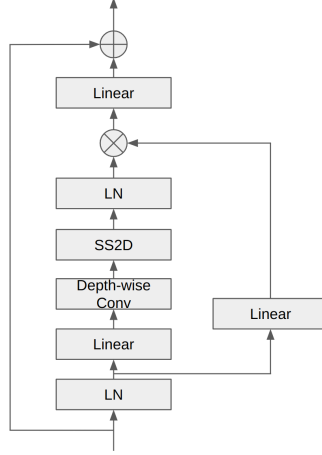 Linear
LN
SS2D
Depth-wise
Conv
Linear
Linear
LN